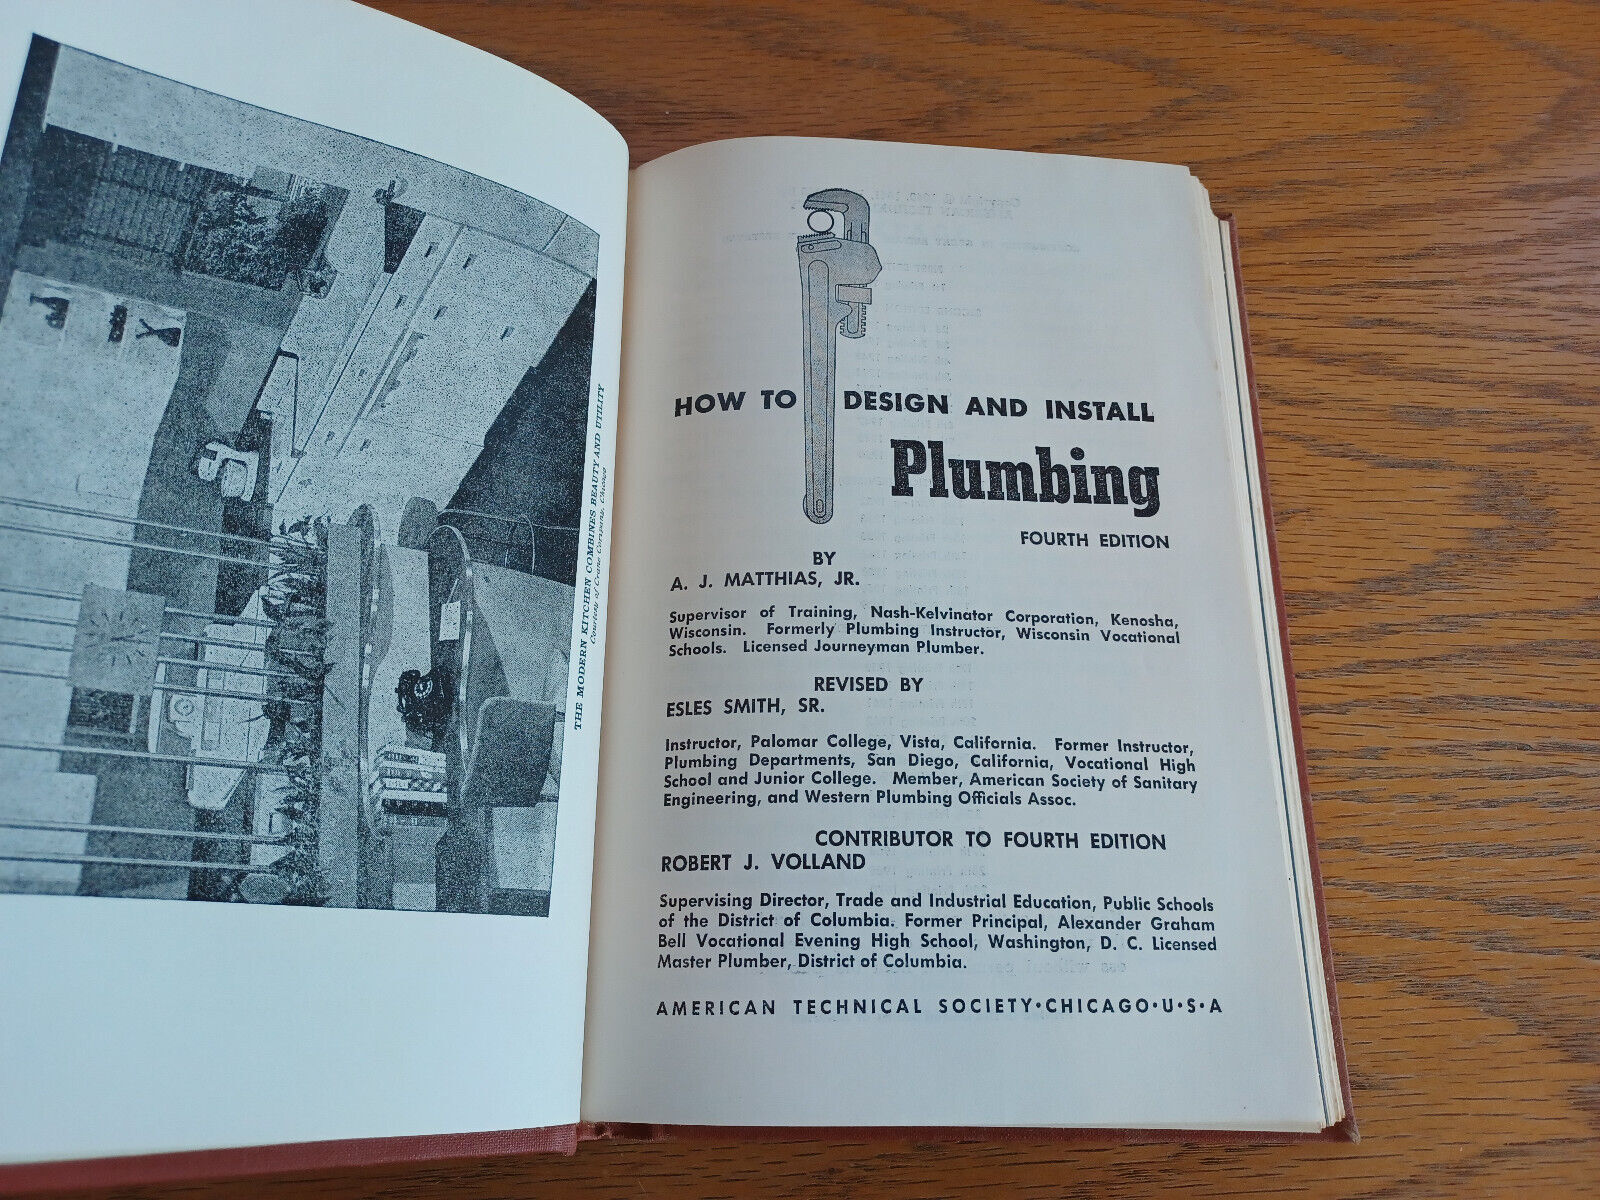 THE MODERN KITCHEN COMBINES BEAUTY AND UTILITY
Courtesy of Crane Company, Chicago
HOW TO DESIGN AND INSTALL
Plumbing
FOURTH EDITION
BY
A. J. MATTHIAS, JR.
Supervisor of Training, Nash-Kelvinator Corporation, Kenosha,
Wisconsin. Formerly Plumbing Instructor, Wisconsin Vocational
Schools. Licensed Journeyman Plumber.
REVISED BY
ESLES SMITH, SR.
Instructor, Palomar College, Vista, California. Former Instructor,
Plumbing Departments, San Diego, California, Vocational High
School and Junior College. Member, American Society of Sanitary
Engineering, and Western Plumbing Officials Assoc.
CONTRIBUTOR TO FOURTH EDITION
ROBERT J. VOLLAND
Supervising Director, Trade and Industrial Education, Public Schools
of the District of Columbia. Former Principal, Alexander Graham
Bell Vocational Evening High School, Washington, D. C. Licensed
Master Plumber, District of Columbia.
AMERICAN TECHNICAL SOCIETY•CHICAGO•U•S•A